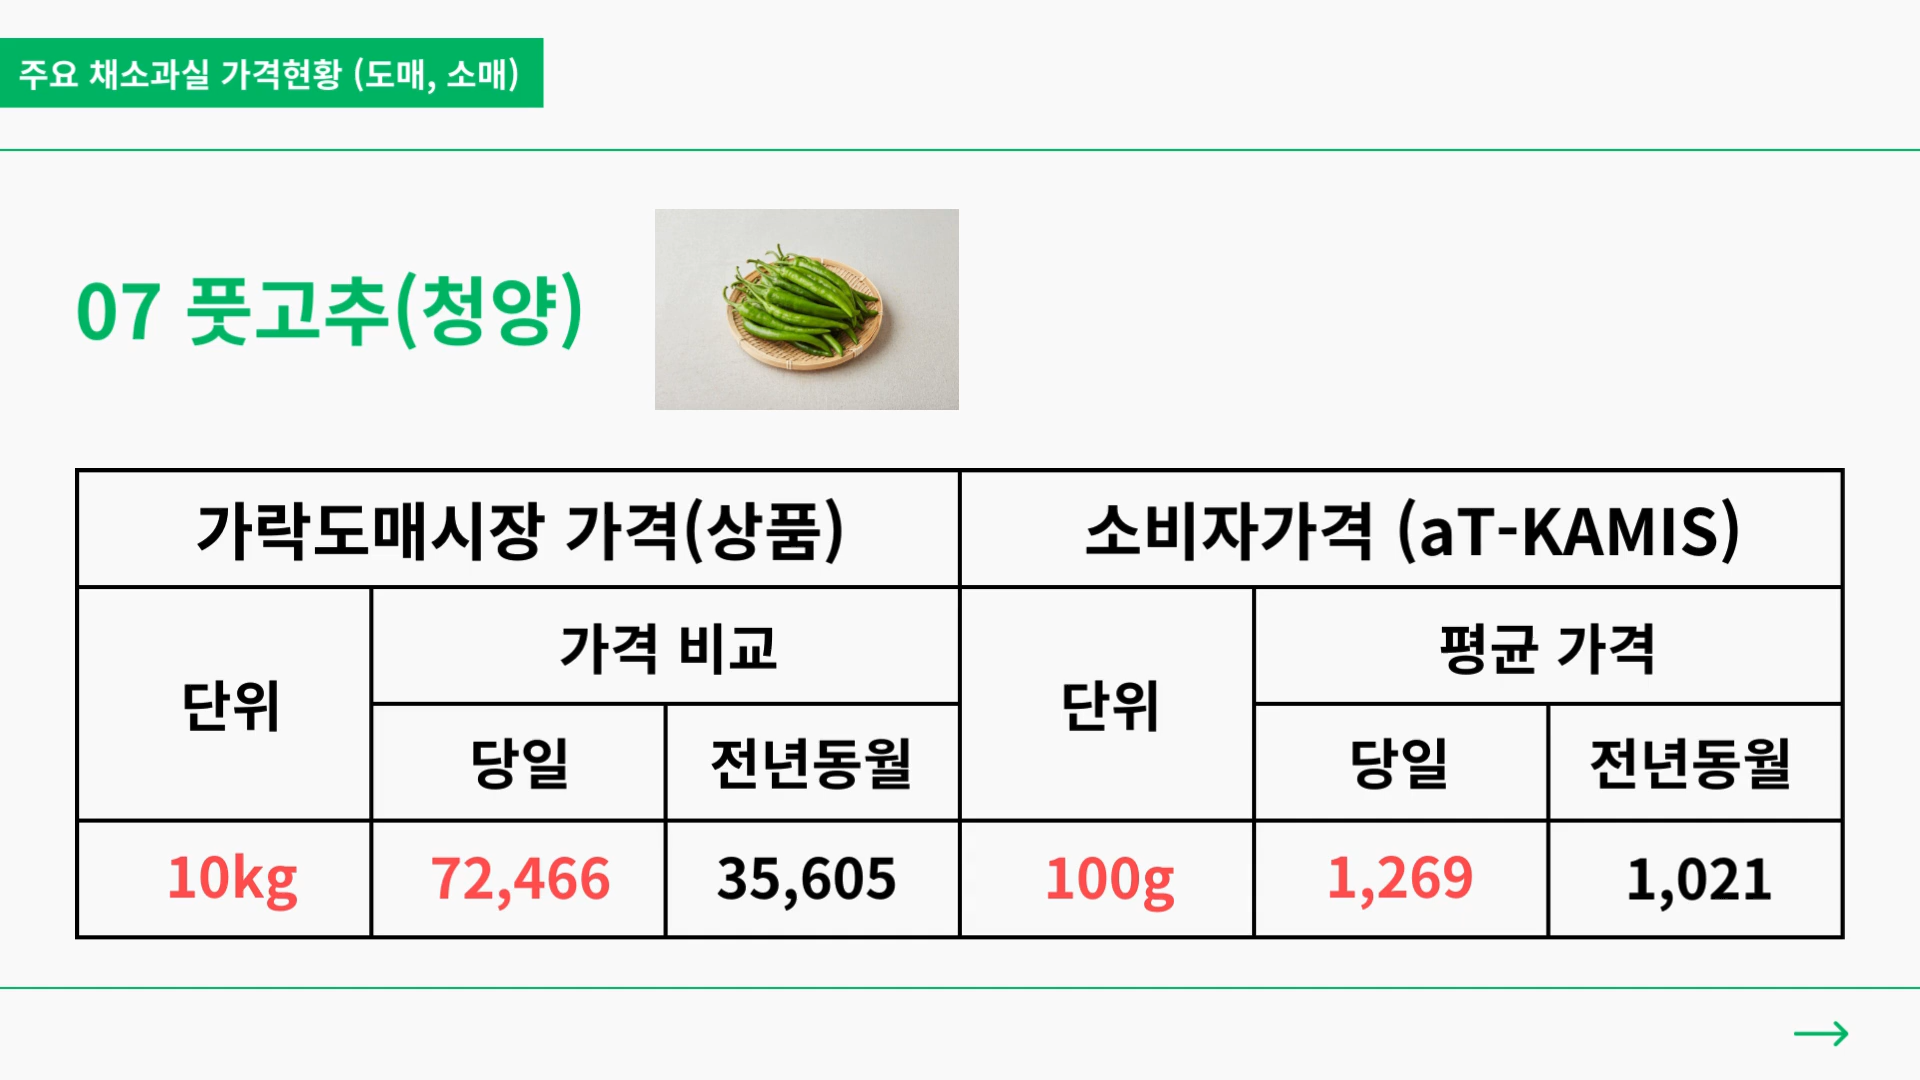 주요 채소과실 가격현황 (도매, 소매)
07 풋고추(청양)
가락도매시장 가격(상품)
소비자가격 (aT-KAMIS)
단위
가격 비교
단위
평균 가격
당일
전년동월
당일
전년동월
10kg
72,466
35,605
100g
1,269
1,021